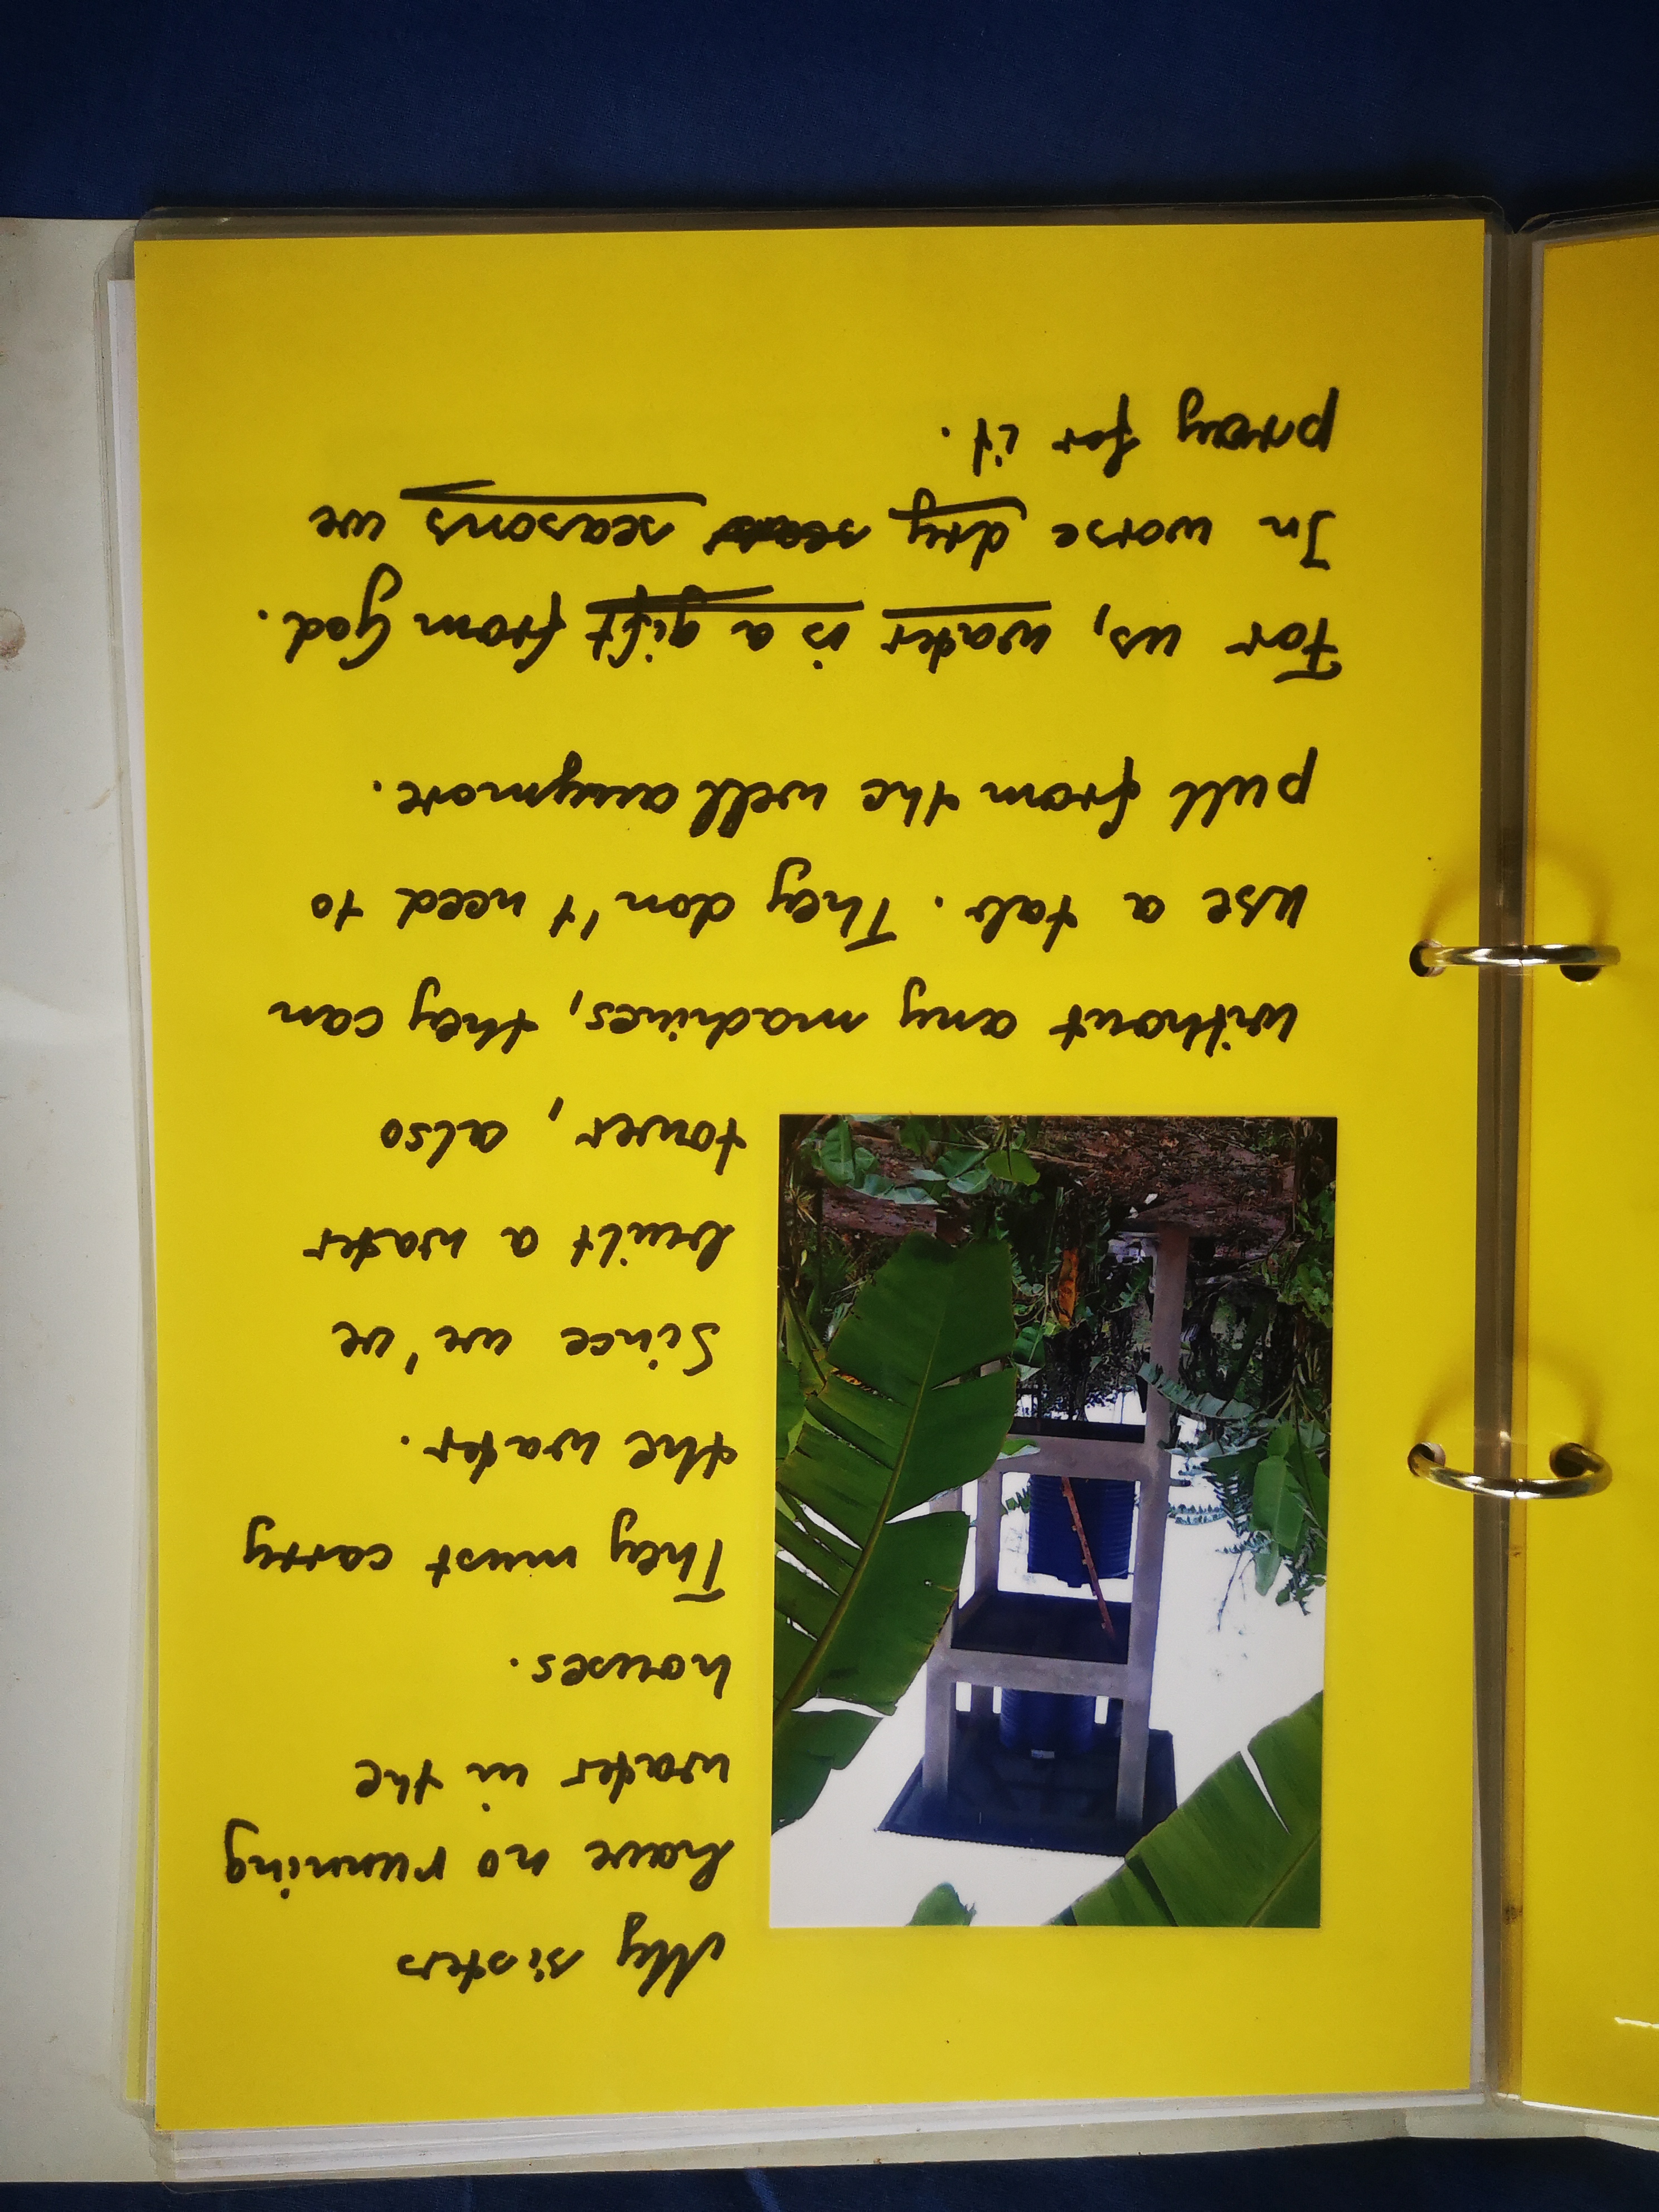 My sisters
have no running
water in the
houses.
They must carry
the water.
Since we've
built a water
tower, also
without any machines, they can
use a tab. They don't need to
pull from the well anymore.
For us, water is a gift from God.
In worse dry seasons we
pray for it.